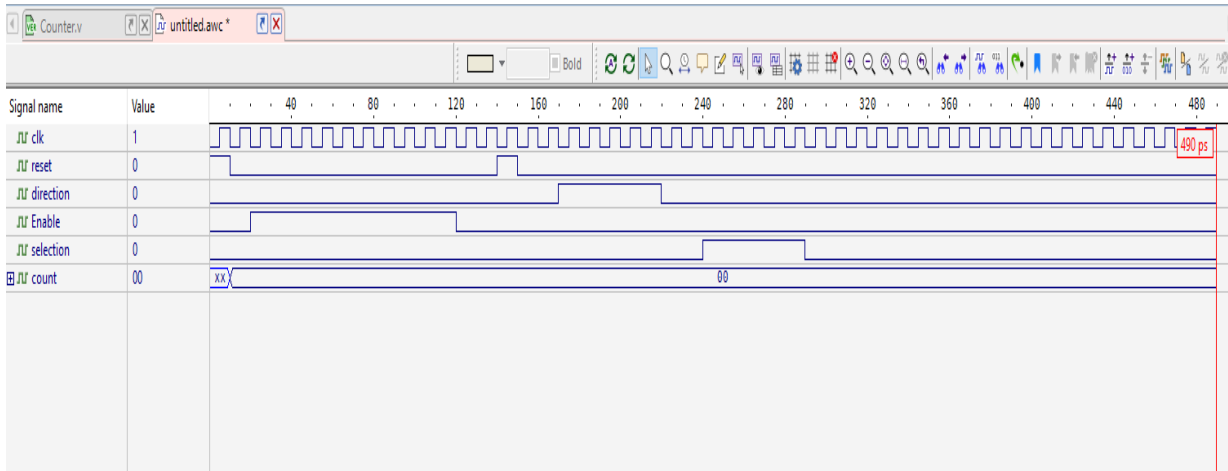 Counter.v untitled.awc *
Bold
Signal name Value 40 80 120 160 200 240 280 320 360 400 440 480
clk 1 490 ps
reset 0
direction 0
Enable 0
selection 0
count 00 xx 00